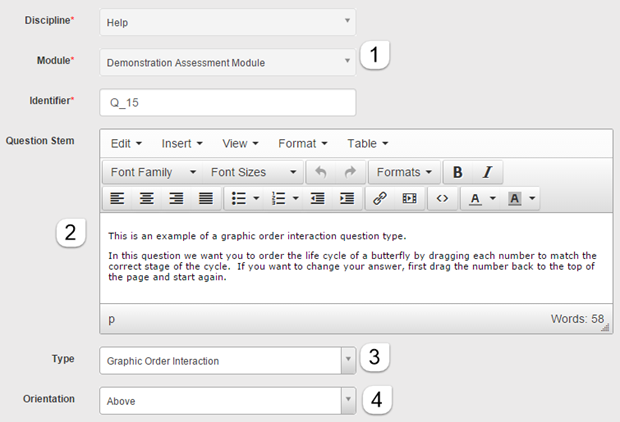 Discipline* Help
Module* Demonstration Assessment Module 1
Identifier* Q_15
Question Stem
Edit Insert View Format Table
Font Family Font Sizes Formats B I
<> A A
2
This is an example of a graphic order interaction question type.
In this question we want you to order the life cycle of a butterfly by dragging each number to match the
correct stage of the cycle. If you want to change your answer, first drag the number back to the top of
the page and start again.
p Words: 58
Type Graphic Order Interaction 3
Orientation Above 4